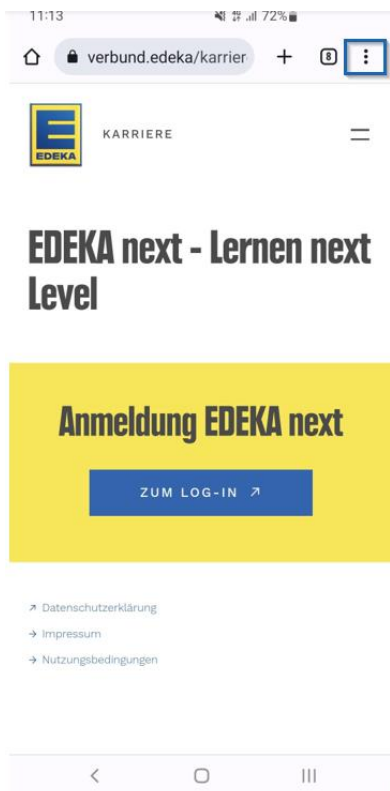 11:13 72%
verbund.edeka/karrier 8
EDEKA
KARRIERE
EDEKA next - Lernen next
Level
Anmeldung EDEKA next
ZUM LOG-IN ↗
↗ Datenschutzerklärung
→ Impressum
→ Nutzungsbedingungen